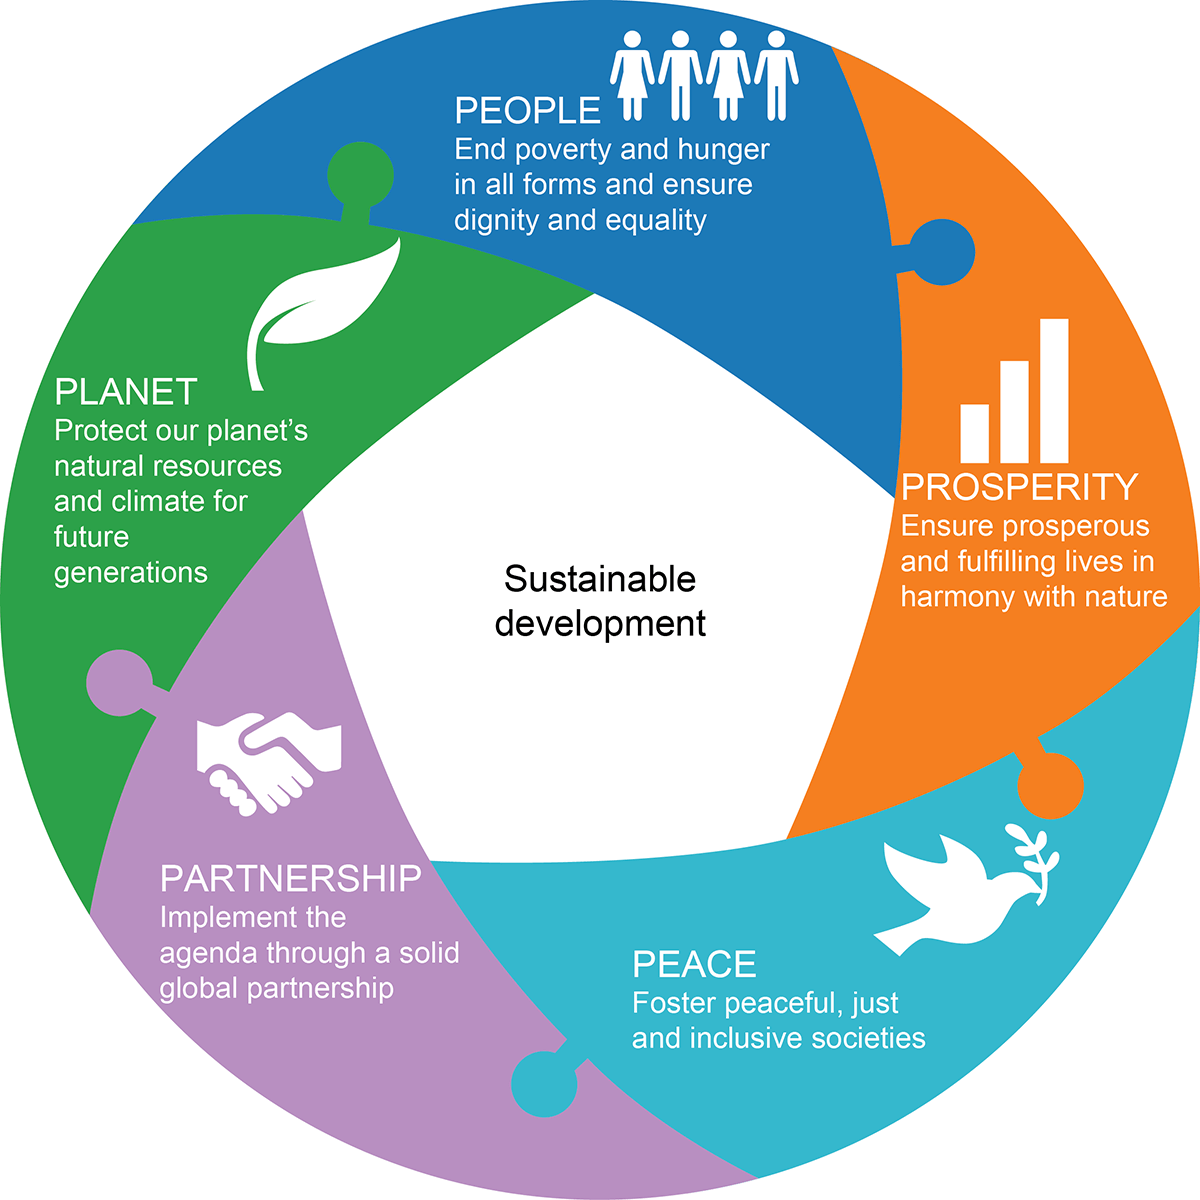 PEOPLE
End poverty and hunger
in all forms and ensure
dignity and equality
PROSPERITY
Ensure prosperous
and fulfilling lives in
harmony with nature
PEACE
Foster peaceful, just
and inclusive societies
PARTNERSHIP
Implement the
agenda through a solid
global partnership
PLANET
Protect our planet’s
natural resources
and climate for
future
generations
Sustainable
development